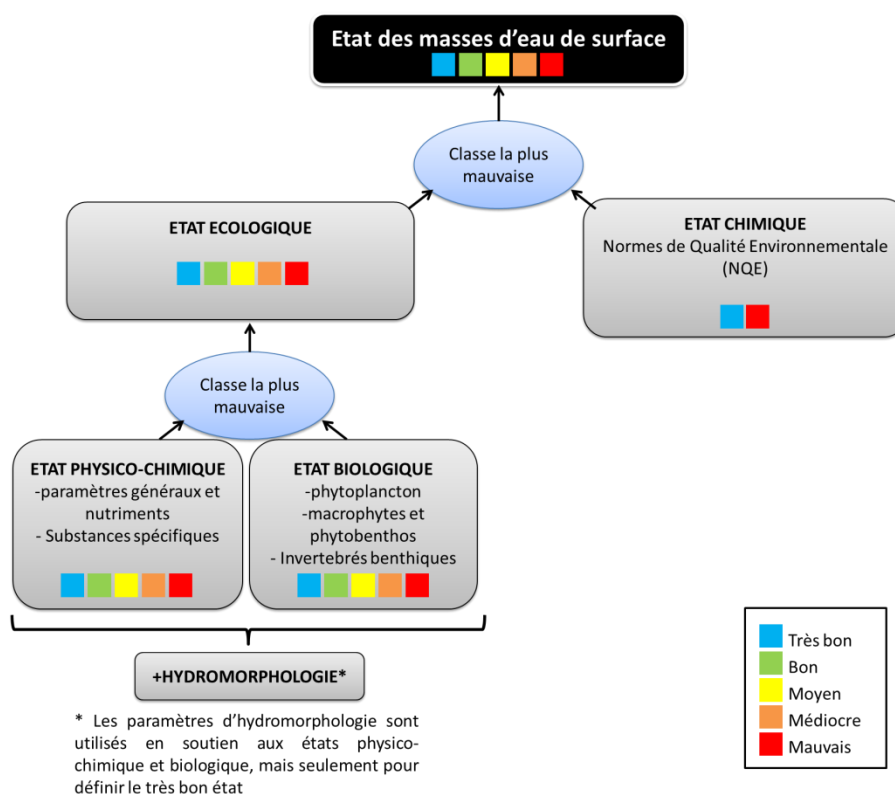 Etat des masses d'eau de surface
Classe la plus
mauvaise
ETAT ECOLOGIQUE
ETAT CHIMIQUE
Normes de Qualité Environnementale
(NQE)
Classe la plus
mauvaise
ETAT PHYSICO-CHIMIQUE
-paramètres généraux et
nutriments
- Substances spécifiques
ETAT BIOLOGIQUE
-phytoplancton
-macrophytes et
phytobenthos
- Invertebrés benthiques
+HYDROMORPHOLOGIE*
* Les paramètres d'hydromorphologie sont
utilisés en soutien aux états physico-
chimique et biologique, mais seulement pour
définir le très bon état
Très bon
Bon
Moyen
Médiocre
Mauvais